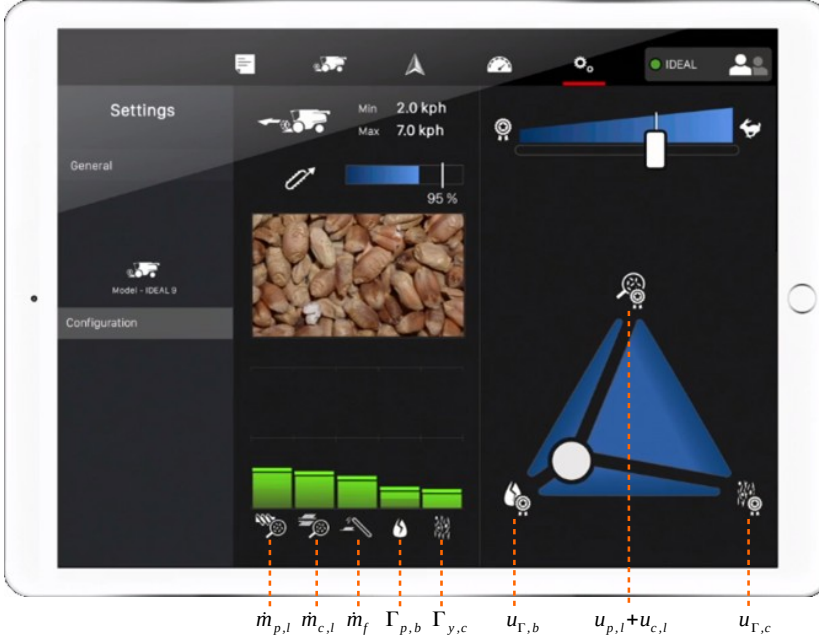 IDEAL
Settings
General
Model - IDEAL 9
Configuration
Min 2.0 kph
Max 7.0 kph
95 %
ṁ_{p,l} ṁ_{c,l} ṁ_f Γ_{p,b} Γ_{y,c} u_{Γ,b} u_{p,l}+u_{c,l} u_{Γ,c}